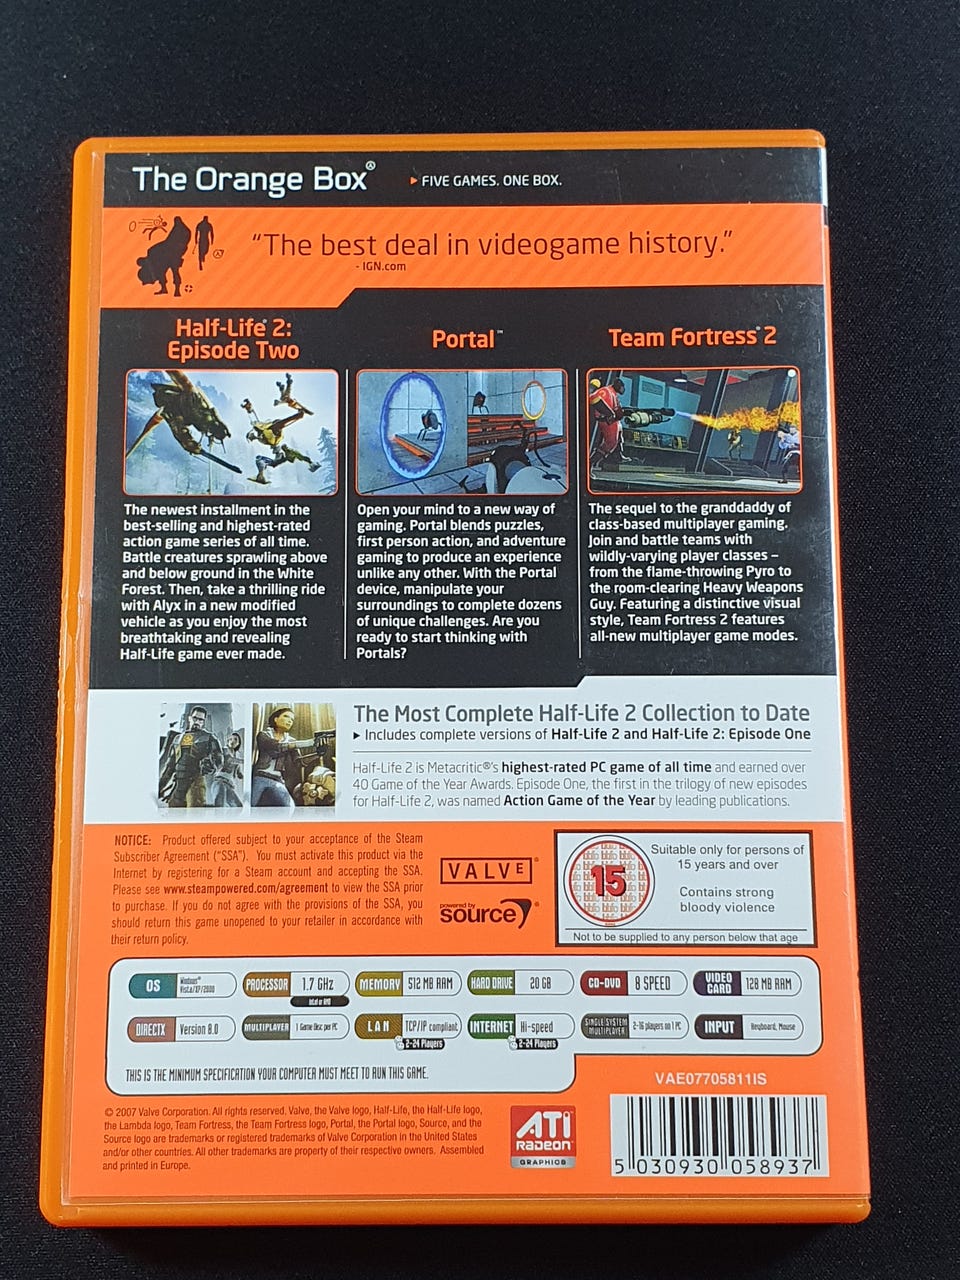 The Orange Box
▸ FIVE GAMES. ONE BOX.
“The best deal in videogame history.”
- IGN.com
Half-Life® 2:
Episode Two
The newest installment in the
best-selling and highest-rated
action game series of all time.
Battle creatures sprawling above
and below ground in the White
Forest. Then, take a thrilling ride
with Alyx in a new modified
vehicle as you enjoy the most
breathtaking and revealing
Half-Life game ever made.
Portal™
Open your mind to a new way of
gaming. Portal blends puzzles,
first person action, and adventure
gaming to produce an experience
unlike any other. With the Portal
device, manipulate your
surroundings to complete dozens
of unique challenges. Are you
ready to start thinking with
Portals?
Team Fortress® 2
The sequel to the granddaddy of
class-based multiplayer gaming.
Join and battle teams with
wildly-varying player classes –
from the flame-throwing Pyro to
the room-clearing Heavy Weapons
Guy. Featuring a distinctive visual
style, Team Fortress 2 features
all-new multiplayer game modes.
The Most Complete Half-Life 2 Collection to Date
▸ Includes complete versions of Half-Life 2 and Half-Life 2: Episode One
Half-Life 2 is Metacritic®'s highest-rated PC game of all time and earned over
40 Game of the Year Awards. Episode One, the first in the trilogy of new episodes
for Half-Life 2, was named Action Game of the Year by leading publications.
NOTICE: Product offered subject to your acceptance of the Steam
Subscriber Agreement (“SSA”). You must activate this product via the
Internet by registering for a Steam account and accepting the SSA.
Please see www.steampowered.com/agreement to view the SSA prior
to purchase. If you do not agree with the provisions of the SSA, you
should return this game unopened to your retailer in accordance with
their return policy.
VALVE®
powered by
source®
15
Suitable only for persons of
15 years and over
Contains strong
bloody violence
Not to be supplied to any person below that age
OS Windows® Vista/XP/2000
PROCESSOR 1.7 GHz
Intel or AMD
MEMORY 512 MB RAM
HARD DRIVE 20 GB
CD-DVD 8 SPEED
VIDEO CARD 128 MB RAM
DIRECTX Version 8.0
MULTIPLAYER 1 Game Disc per PC
LAN TCP/IP compliant
2-24 Players
INTERNET Hi-speed
2-24 Players
SINGLE SYSTEM MULTIPLAYER 2-16 players on 1 PC
INPUT Keyboard, Mouse
THIS IS THE MINIMUM SPECIFICATION YOUR COMPUTER MUST MEET TO RUN THIS GAME.
VAE07705811IS
© 2007 Valve Corporation. All rights reserved. Valve, the Valve logo, Half-Life, the Half-Life logo,
the Lambda logo, Team Fortress, the Team Fortress logo, Portal, the Portal logo, Source, and the
Source logo are trademarks or registered trademarks of Valve Corporation in the United States
and/or other countries. All other trademarks are property of their respective owners. Assembled
and printed in Europe.
ATI
RADEON
GRAPHICS
5 030930 058937